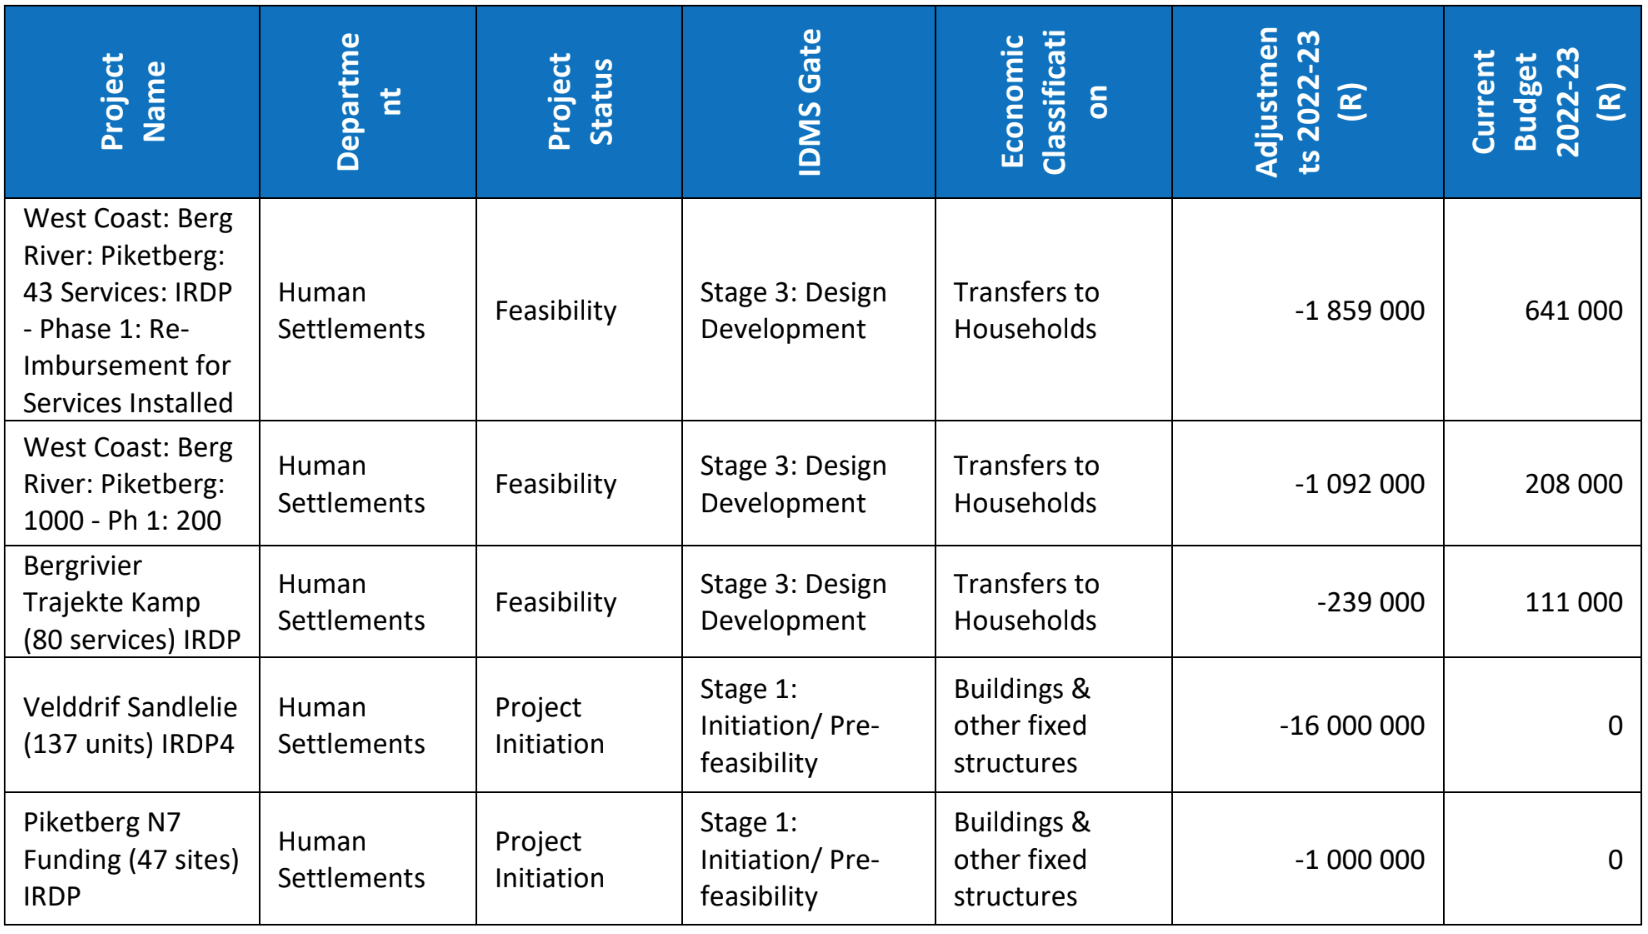 Project
Name
Departme
nt
Project
Status
IDMS Gate
Economic
Classificati
on
Adjustmen
ts 2022-23
(R)
Current
Budget
2022-23
(R)
West Coast: Berg
River: Piketberg:
43 Services: IRDP
- Phase 1: Re-
Imbursement for
Services Installed
Human
Settlements
Feasibility
Stage 3: Design
Development
Transfers to
Households
-1 859 000
641 000
West Coast: Berg
River: Piketberg:
1000 - Ph 1: 200
Human
Settlements
Feasibility
Stage 3: Design
Development
Transfers to
Households
-1 092 000
208 000
Bergrivier
Trajekte Kamp
(80 services) IRDP
Human
Settlements
Feasibility
Stage 3: Design
Development
Transfers to
Households
-239 000
111 000
Velddrif Sandlelie
(137 units) IRDP4
Human
Settlements
Project
Initiation
Stage 1:
Initiation/ Pre-
feasibility
Buildings &
other fixed
structures
-16 000 000
0
Piketberg N7
Funding (47 sites)
IRDP
Human
Settlements
Project
Initiation
Stage 1:
Initiation/ Pre-
feasibility
Buildings &
other fixed
structures
-1 000 000
0